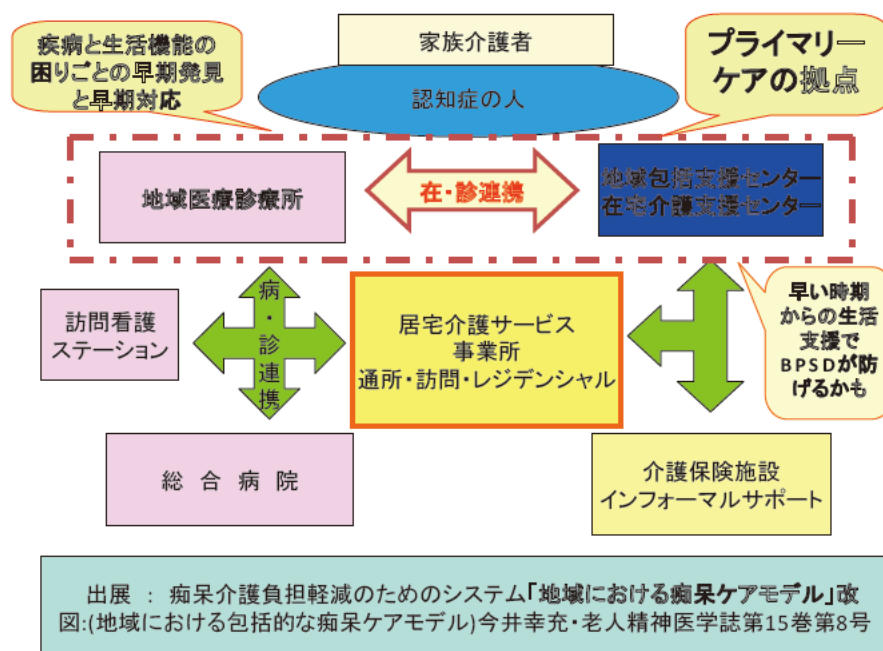 疾病と生活機能の
困りごとの早期発見
と早期対応
家族介護者
認知症の人
プライマリー
ケアの拠点
地域医療診療所
在・診連携
地域包括支援センター
在宅介護支援センター
訪問看護
ステーション
病・診連携
居宅介護サービス
事業所
通所・訪問・レジデンシャル
早い時期
からの生活
支援で
BPSDが防
げるかも
総 合 病 院
介護保険施設
インフォーマルサポート
出展 : 痴呆介護負担軽減のためのシステム「地域における痴呆ケアモデル」改
図:(地域における包括的な痴呆ケアモデル)今井幸充・老人精神医学誌第15巻第8号